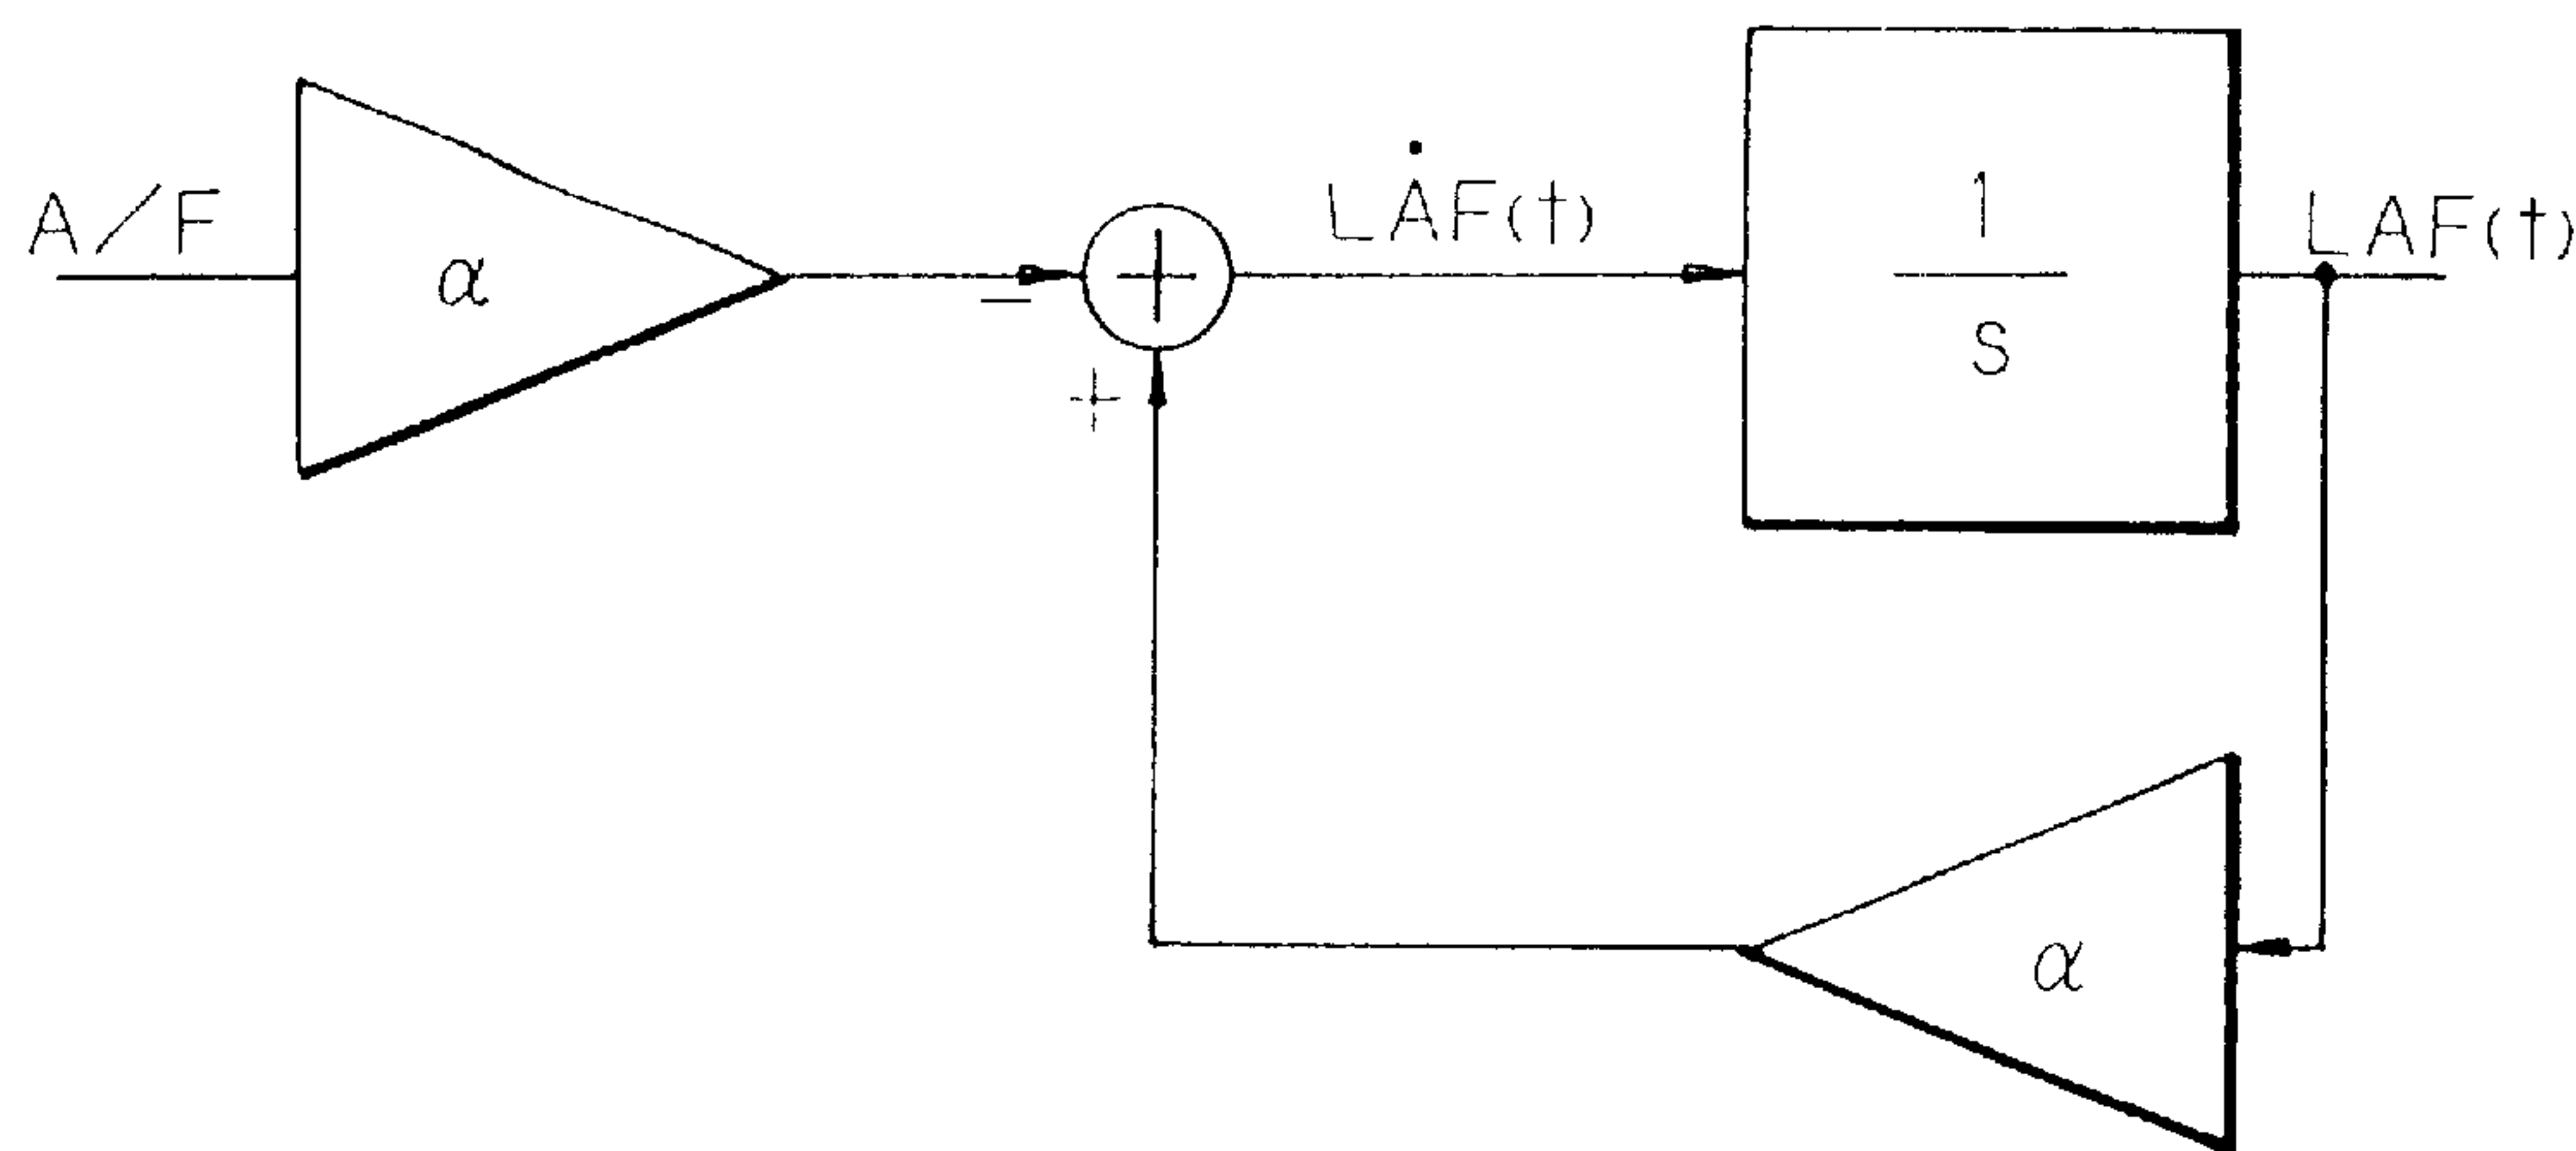 A/F
α
−
+
+
LȦF(t)
1
S
LAF(t)
α